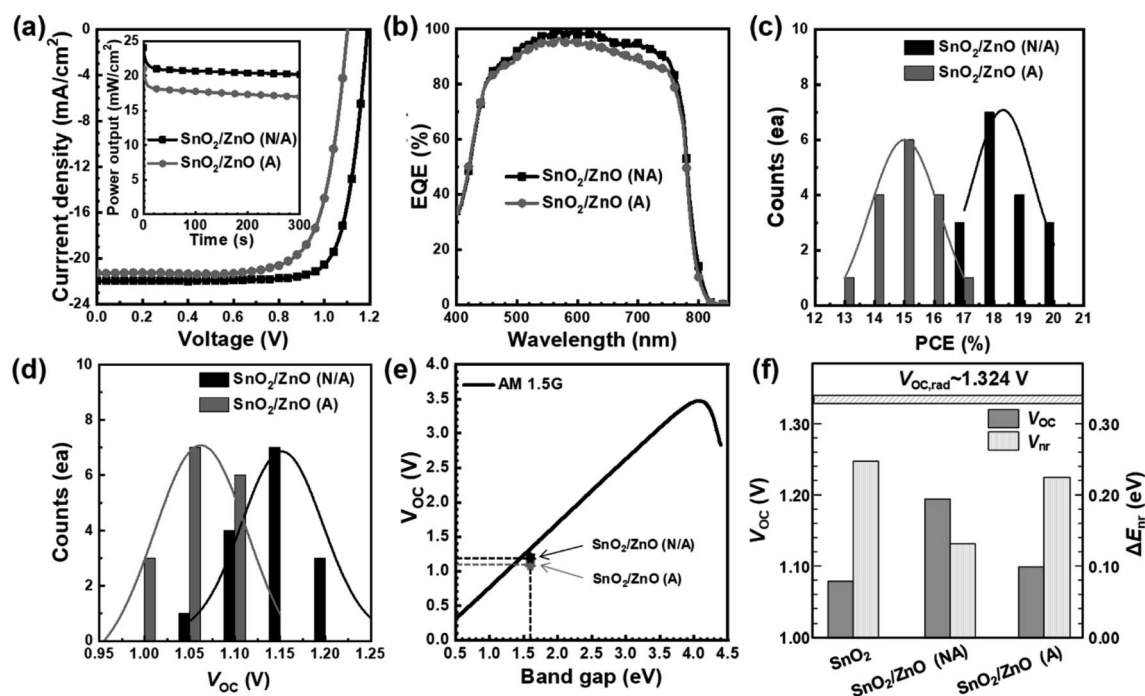 (a)
Currrent density (mA/cm²)
0
-4
-8
-12
-16
-20
-24
0.0 0.2 0.4 0.6 0.8 1.0 1.2
Voltage (V)
Power output (mW/cm²)
25
20
15
10
5
0
0 100 200 300
Time (s)
SnO₂/ZnO (N/A)
SnO₂/ZnO (A)
(b)
EQE (%)
100
80
60
40
20
0
400 500 600 700 800
Wavelength (nm)
SnO₂/ZnO (NA)
SnO₂/ZnO (A)
(c)
Counts (ea)
10
8
6
4
2
0
12 13 14 15 16 17 18 19 20 21
PCE (%)
SnO₂/ZnO (N/A)
SnO₂/ZnO (A)
(d)
Counts (ea)
10
8
6
4
2
0
0.95 1.00 1.05 1.10 1.15 1.20 1.25
V_OC (V)
SnO₂/ZnO (N/A)
SnO₂/ZnO (A)
(e)
V_OC (V)
4.0
3.5
3.0
2.5
2.0
1.5
1.0
0.5
0.0
0.5 1.0 1.5 2.0 2.5 3.0 3.5 4.0 4.5
Band gap (eV)
AM 1.5G
SnO₂/ZnO (N/A)
SnO₂/ZnO (A)
(f)
V_OC,rad~1.324 V
V_OC
V_nr
V_OC (V)
1.30
1.20
1.10
1.00
ΔE_nr (eV)
0.30
0.20
0.10
0.00
SnO₂
SnO₂/ZnO (NA)
SnO₂/ZnO (A)